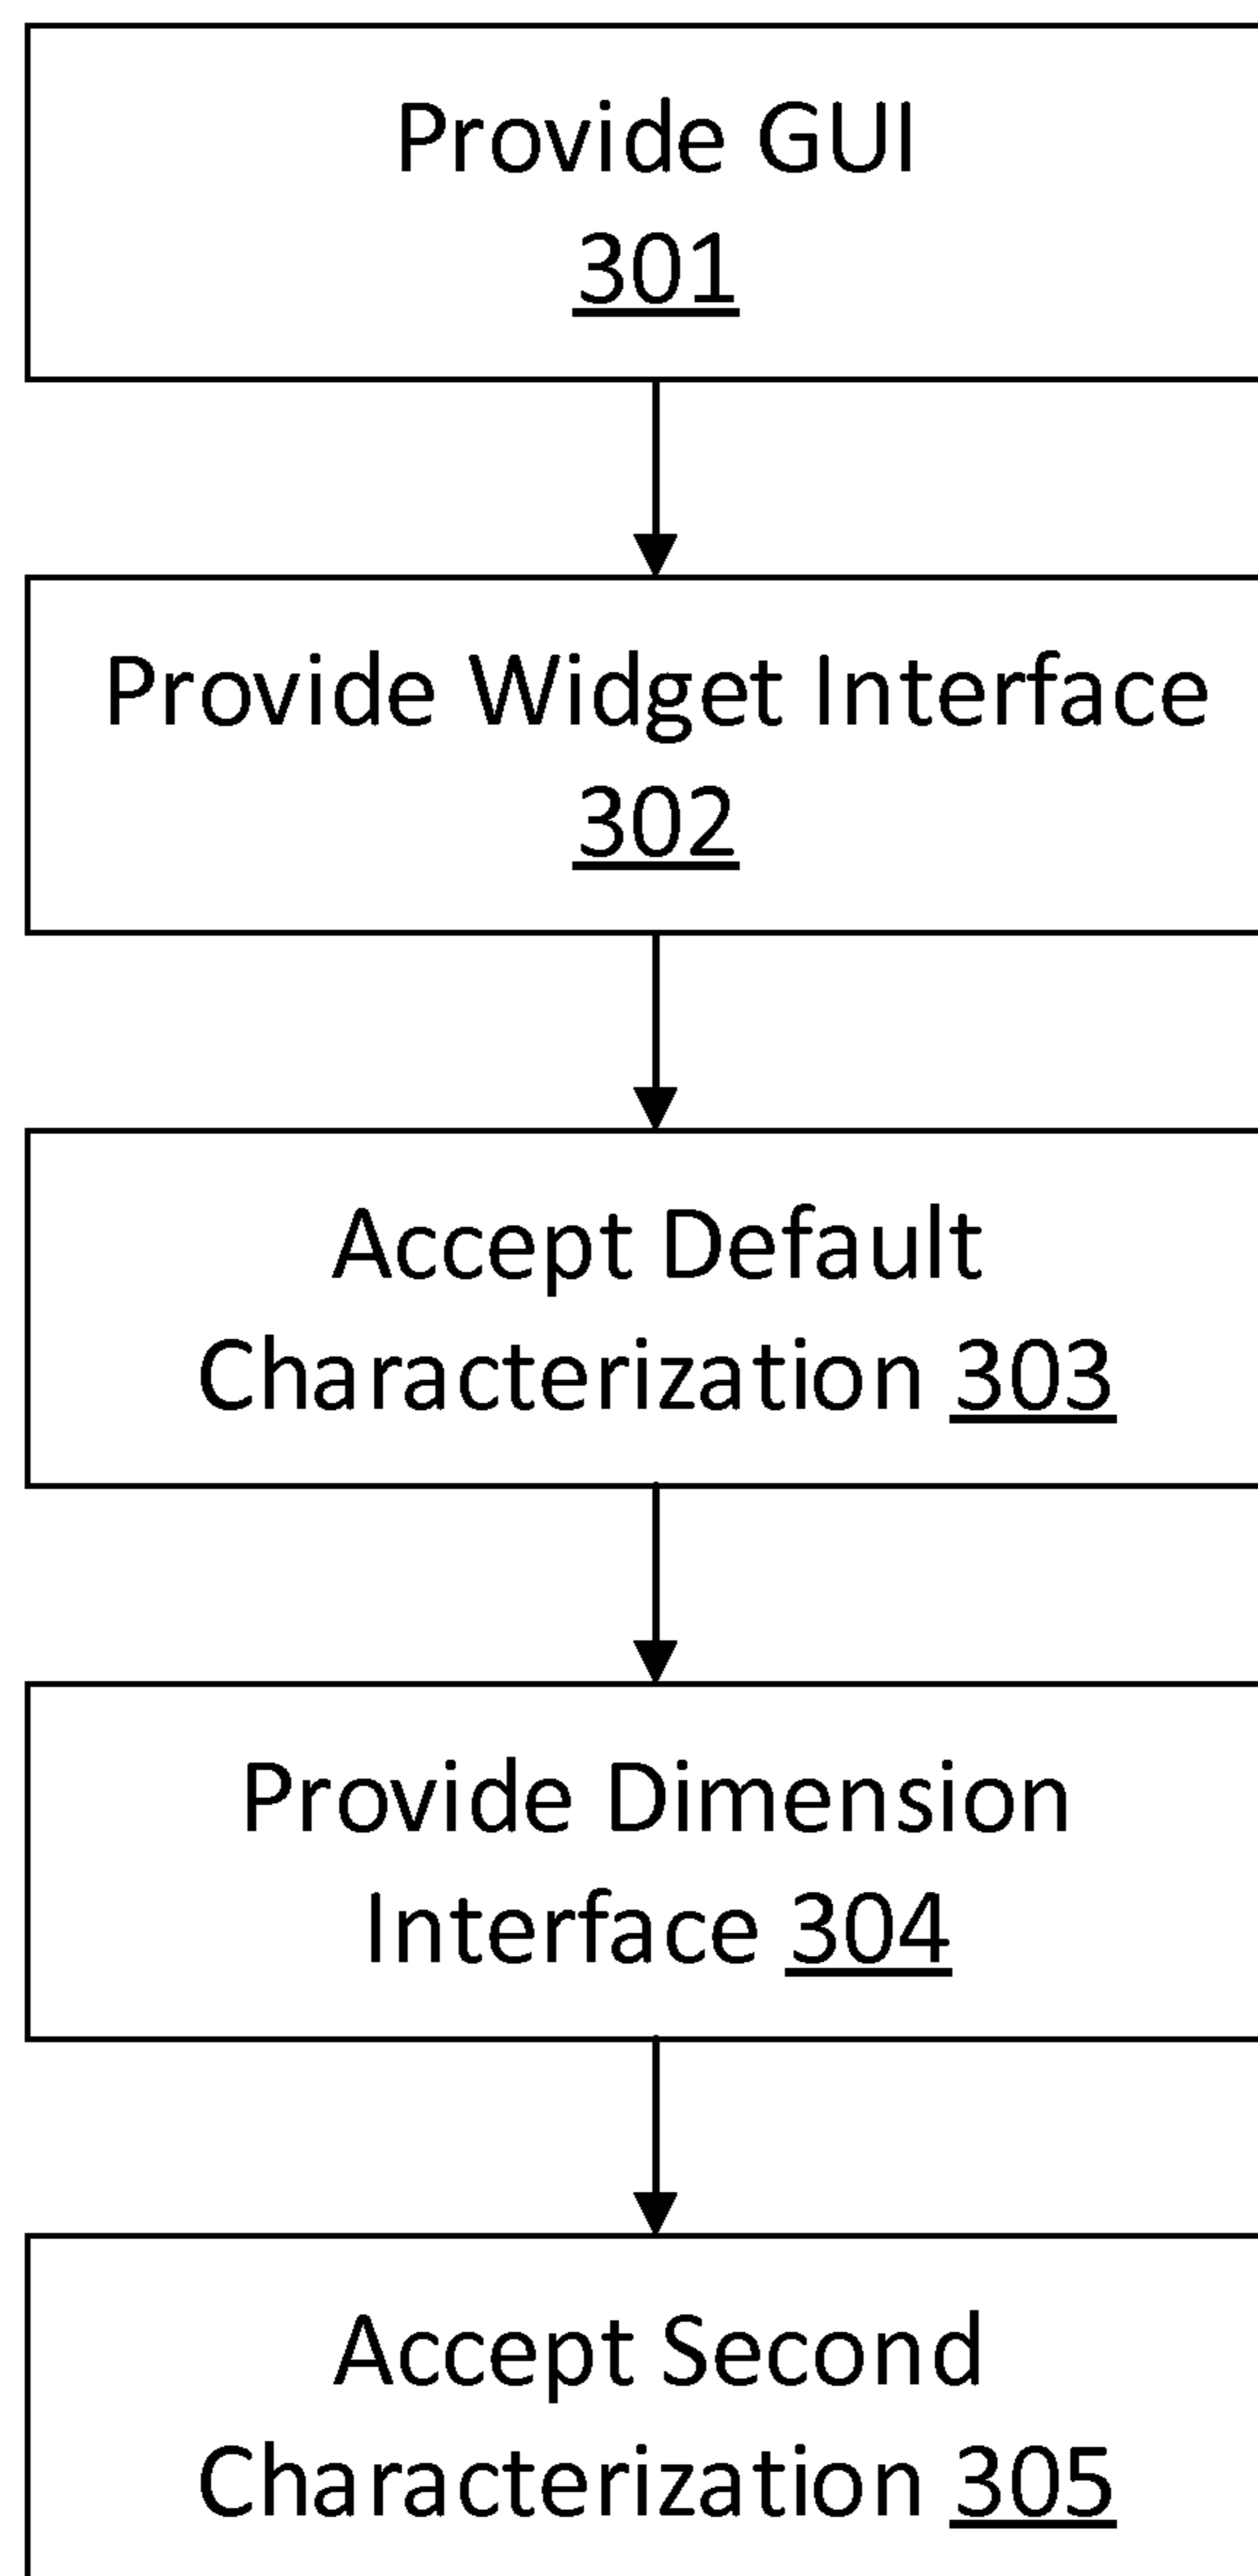 Provide GUI
301
Provide Widget Interface
302
Accept Default
Characterization 303
Provide Dimension
Interface 304
Accept Second
Characterization 305